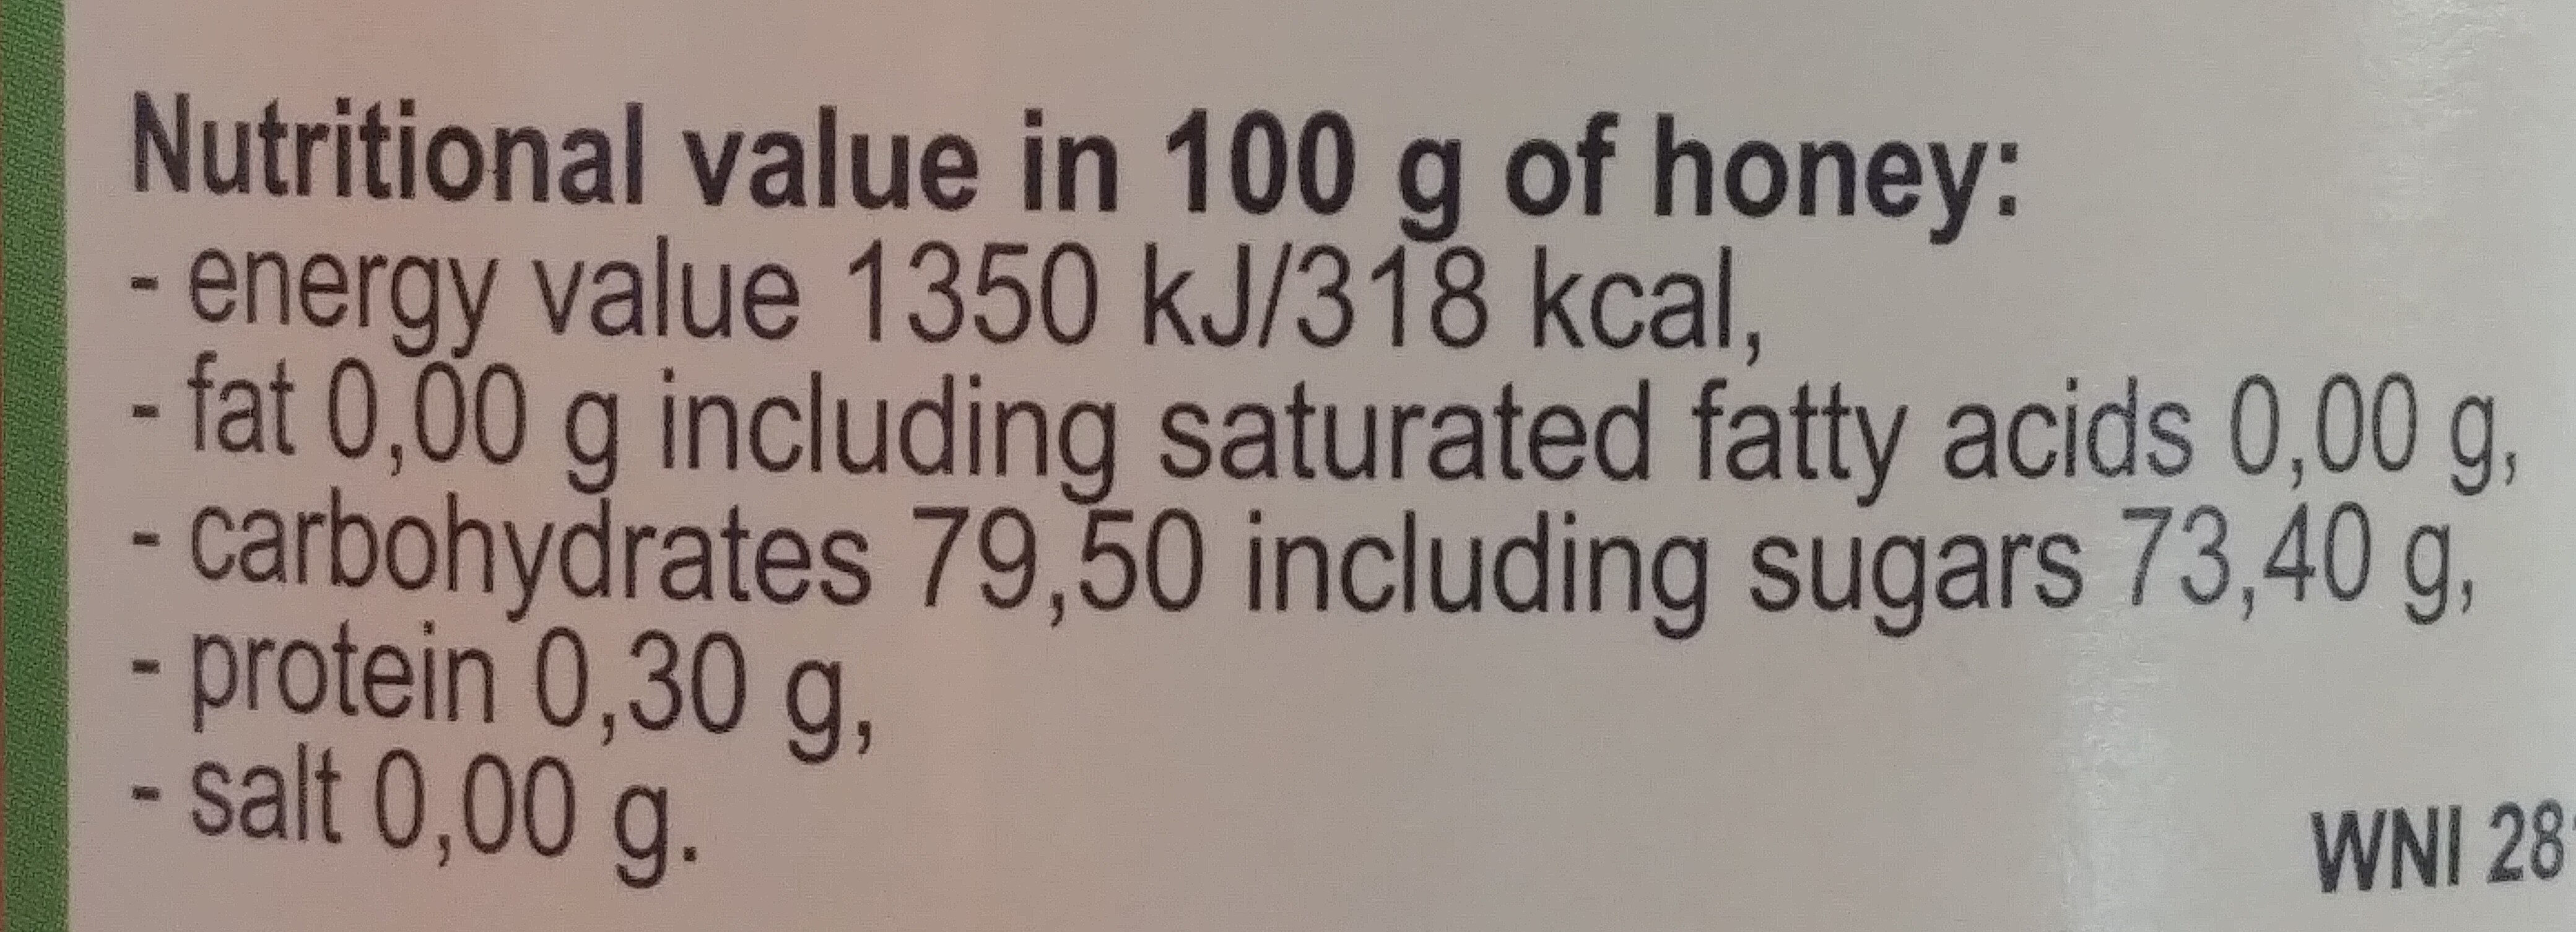 Nutritional value in 100 g of honey:
- energy value 1350 kJ/318 kcal,
- fat 0,00 g including saturated fatty acids 0,00 g,
- carbohydrates 79,50 including sugars 73,40 g,
- protein 0,30 g,
- salt 0,00 g.
WNI 28